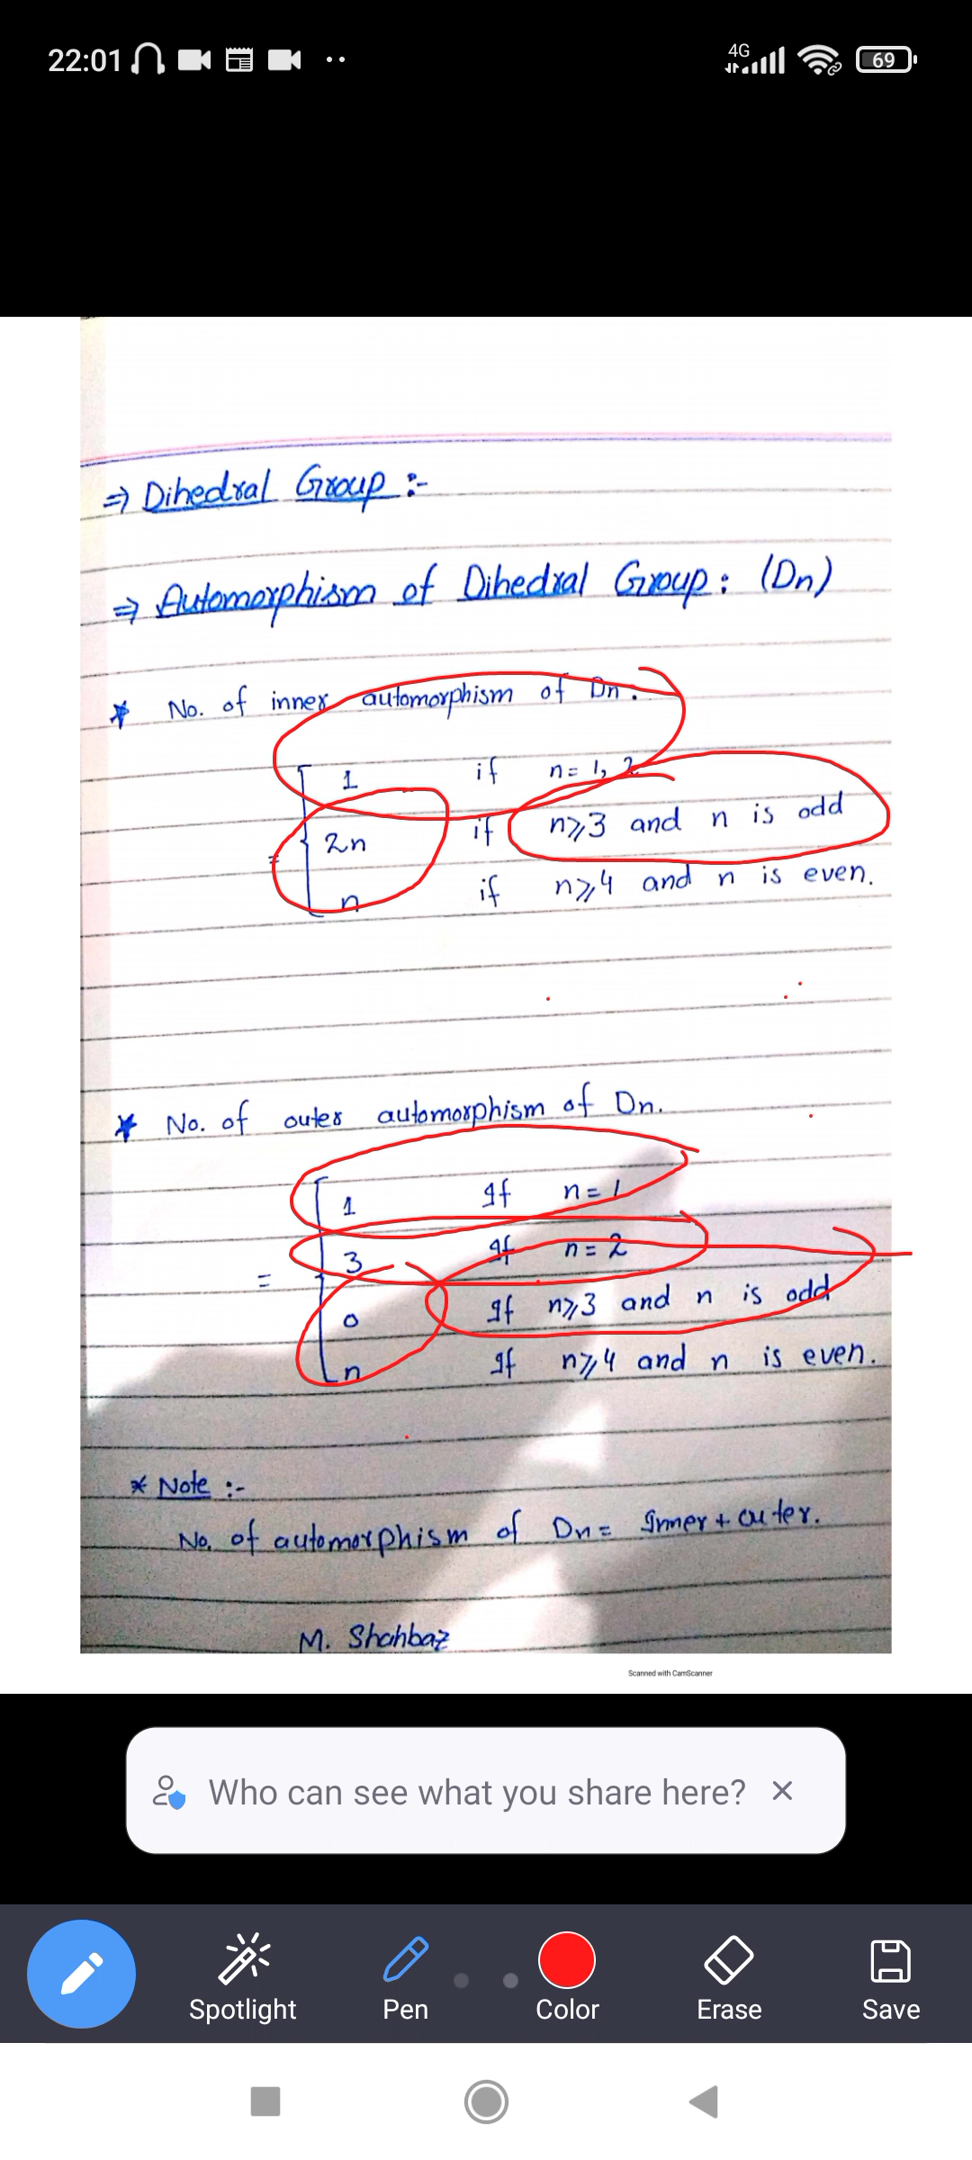 22:01
4G
69
⇒ Dihedral Group :-
⇒ Automorphism of Dihedral Group : (Dn)
* No. of inner automorphism of Dn .
1 if n = 1, 2
2n if n⩾3 and n is odd
= n if n⩾4 and n is even.
* No. of outer automorphism of Dn.
1 If n = 1
3 If n = 2
= 0 If n⩾3 and n is odd
n If n⩾4 and n is even.
* Note :-
No. of automorphism of Dn = Inner + outer.
M. Shahbaz
Scanned with CamScanner
Who can see what you share here? ×
Spotlight Pen Color Erase Save